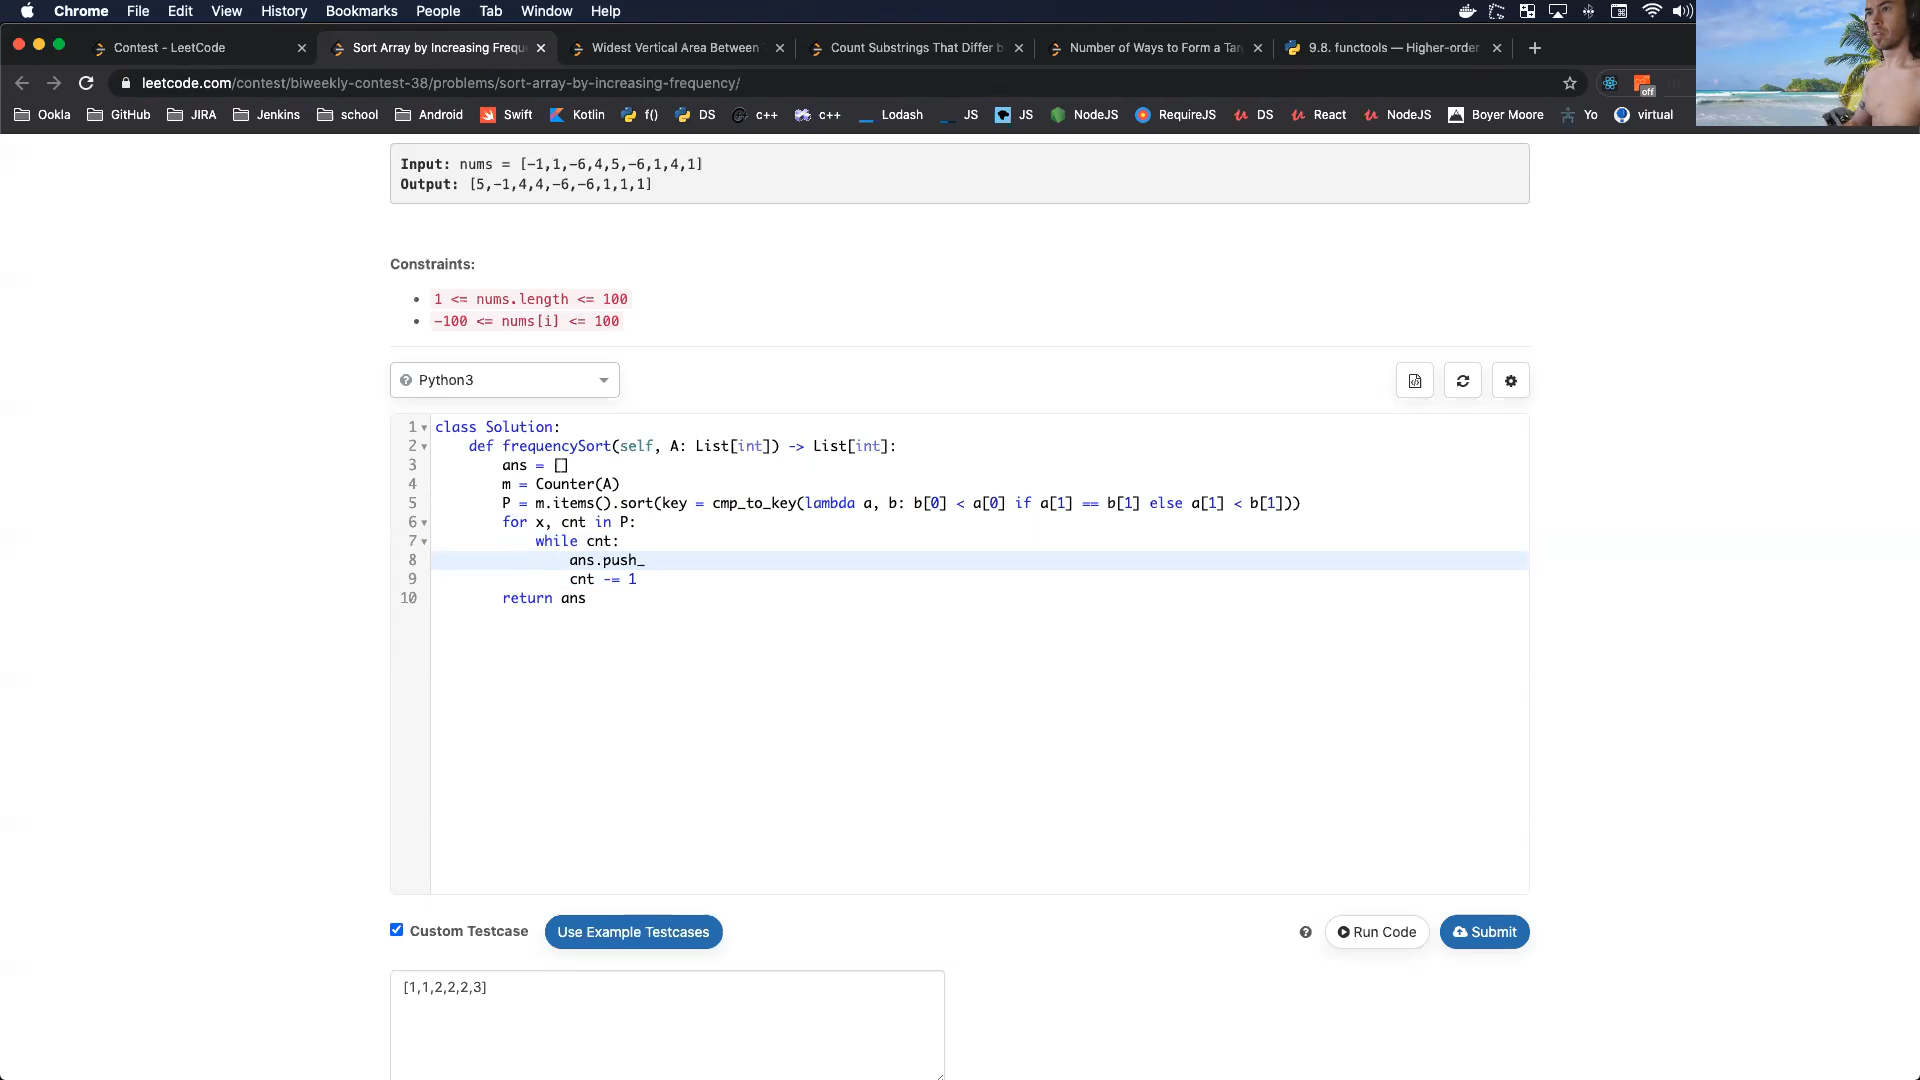 Chrome File Edit View History Bookmarks People Tab Window Help
Contest - LeetCode
Sort Array by Increasing Frequ
Widest Vertical Area Between
Count Substrings That Differ b
Number of Ways to Form a Tar
9.8. functools — Higher-order
leetcode.com/contest/biweekly-contest-38/problems/sort-array-by-increasing-frequency/
off
Ookla GitHub JIRA Jenkins school Android Swift Kotlin f() DS c++ c++ Lodash JS JS NodeJS RequireJS DS React NodeJS Boyer Moore Yo virtual
Input: nums = [-1,1,-6,4,5,-6,1,4,1]
Output: [5,-1,4,4,-6,-6,1,1,1]
Constraints:
1 <= nums.length <= 100
-100 <= nums[i] <= 100
Python3
1 class Solution:
2 def frequencySort(self, A: List[int]) -> List[int]:
3 ans = []
4 m = Counter(A)
5 P = m.items().sort(key = cmp_to_key(lambda a, b: b[0] < a[0] if a[1] == b[1] else a[1] < b[1]))
6 for x, cnt in P:
7 while cnt:
8 ans.push_
9 cnt -= 1
10 return ans
Custom Testcase Use Example Testcases Run Code Submit
[1,1,2,2,2,3]